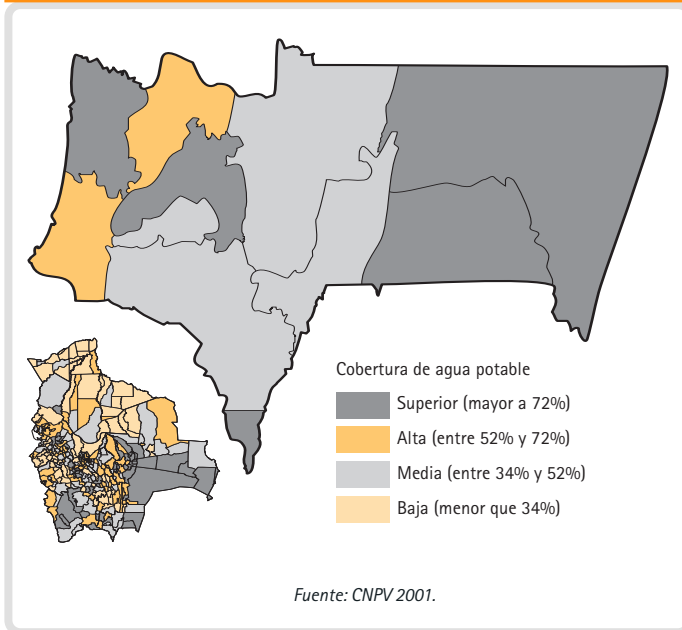 Cobertura de agua potable
Superior (mayor a 72%)
Alta (entre 52% y 72%)
Media (entre 34% y 52%)
Baja (menor que 34%)
Fuente: CNPV 2001.